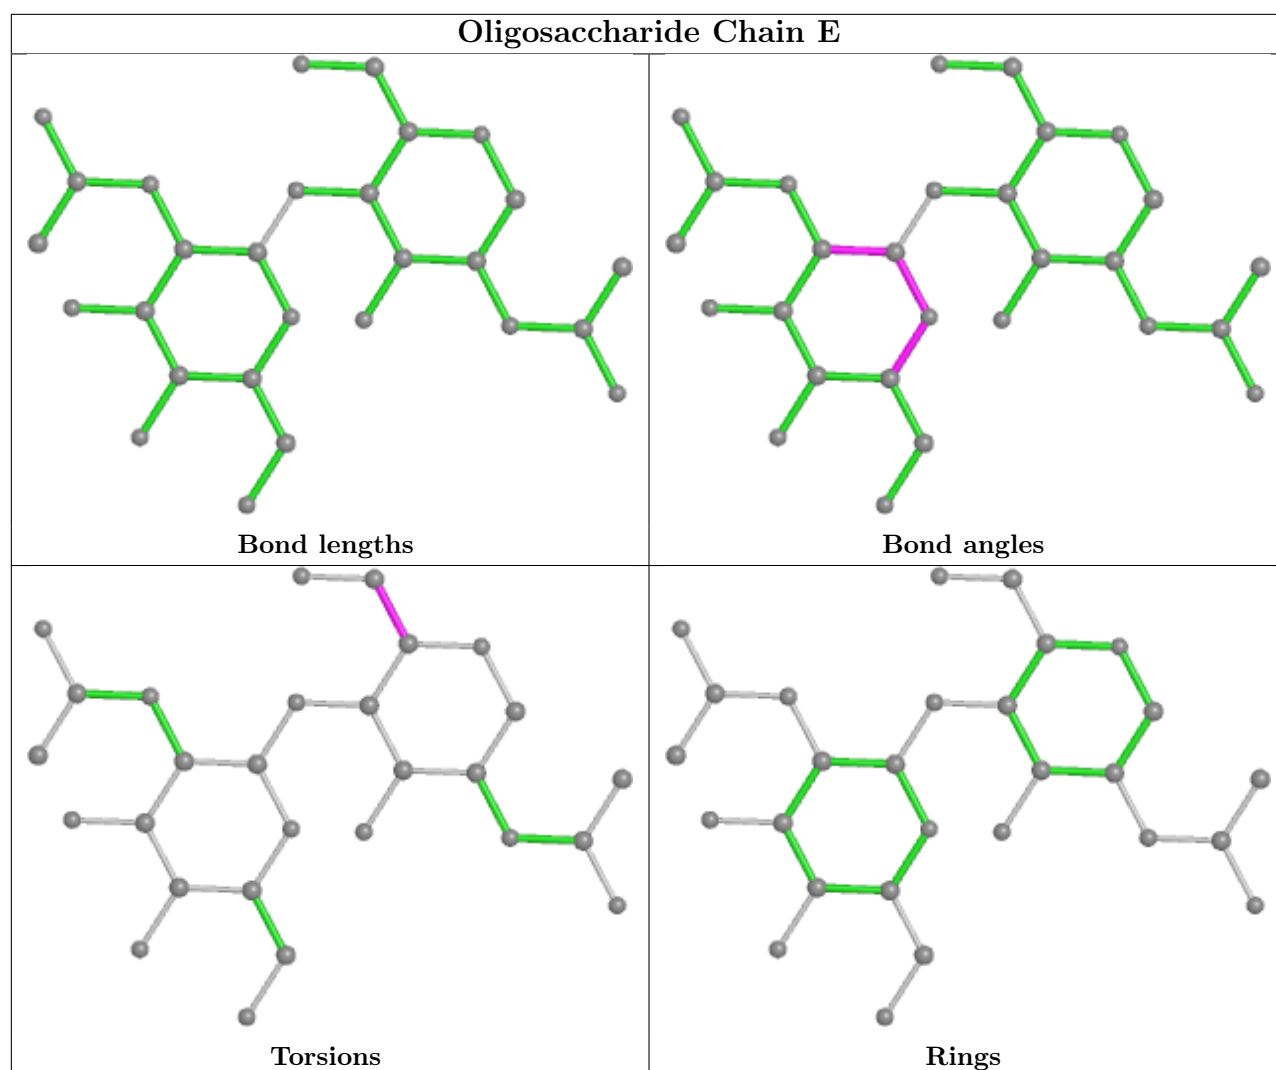 Oligosaccharide Chain E
Bond lengths
Bond angles
Torsions
Rings